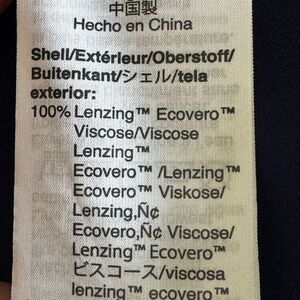 中国製
Hecho en China
Shell/Extérieur/Oberstoff/
Buitenkant/シェル/tela
exterior:
100% Lenzing™ Ecovero™
Viscose/Viscose
Lenzing™
Ecovero™ /Lenzing™
Ecovero™ Viskose/
Lenzing‚Ñ¢
Ecovero‚Ñ¢ Viscose/
Lenzing™ Ecovero™
ビスコース/viscosa
lenzing™ ecovero™